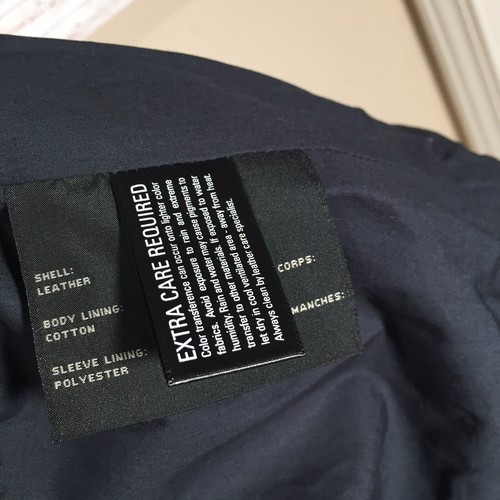 SHELL:
LEATHER
BODY LINING:
COTTON
SLEEVE LINING:
POLYESTER
EXTRA CARE REQUIRED
Color transference can occur onto lighter color
fabrics. Avoid exposure to rain and extreme
humidity. Rain and water may cause pigments to
transfer to other materials. If exposed to water
let dry in cool ventilated area - away from heat.
Always clean by leather care specialist.
CORPS:
MANCHES: